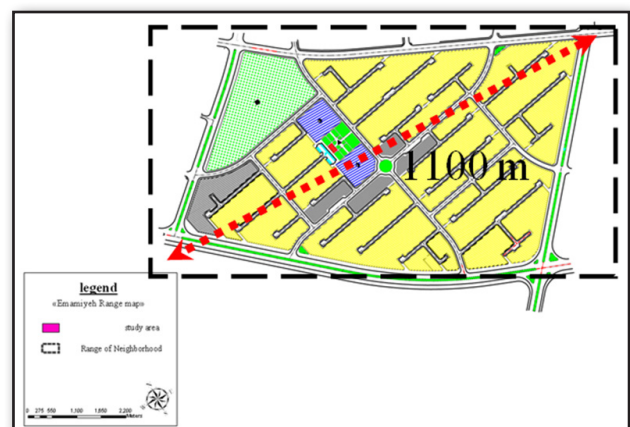 1100 m
legend
«Emamiyeh Range map»
study area
Range of Neighborhood
0 275 550 1,100 1,650 2,200
Meters